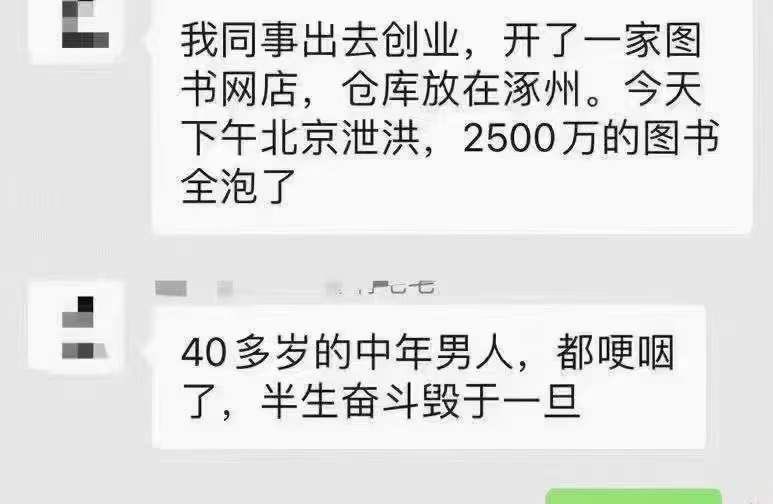 我同事出去创业，开了一家图
书网店，仓库放在涿州。今天
下午北京泄洪，2500万的图书
全泡了
40多岁的中年男人，都哽咽
了，半生奋斗毁于一旦